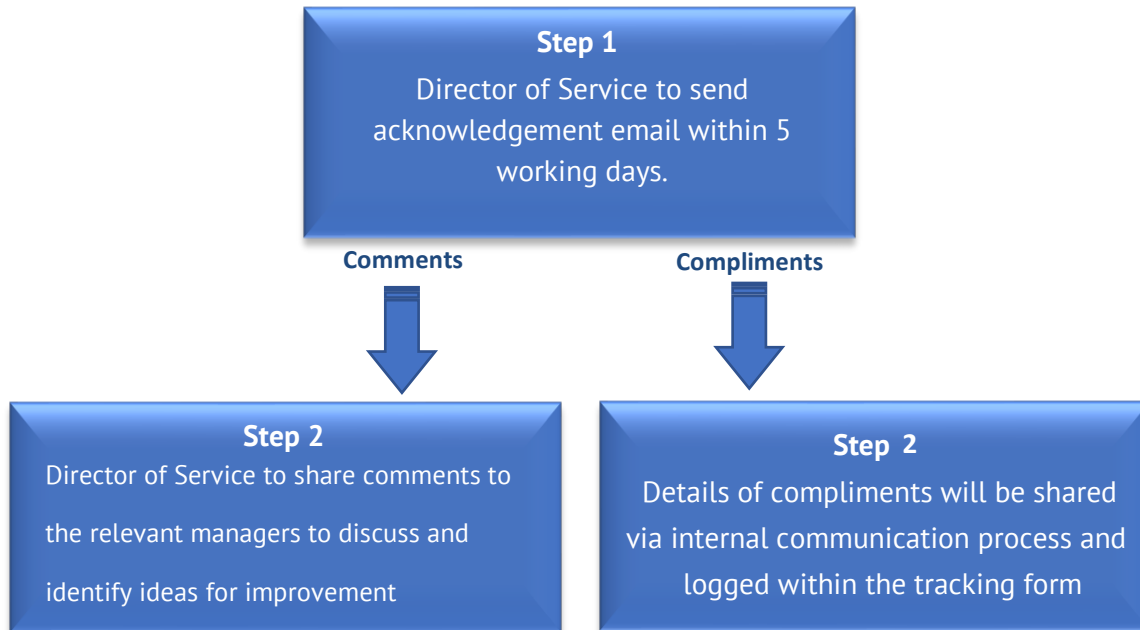 Step 1
Director of Service to send
acknowledgement email within 5
working days.
Comments
Compliments
Step 2
Director of Service to share comments to
the relevant managers to discuss and
identify ideas for improvement
Step 2
Details of compliments will be shared
via internal communication process and
logged within the tracking form